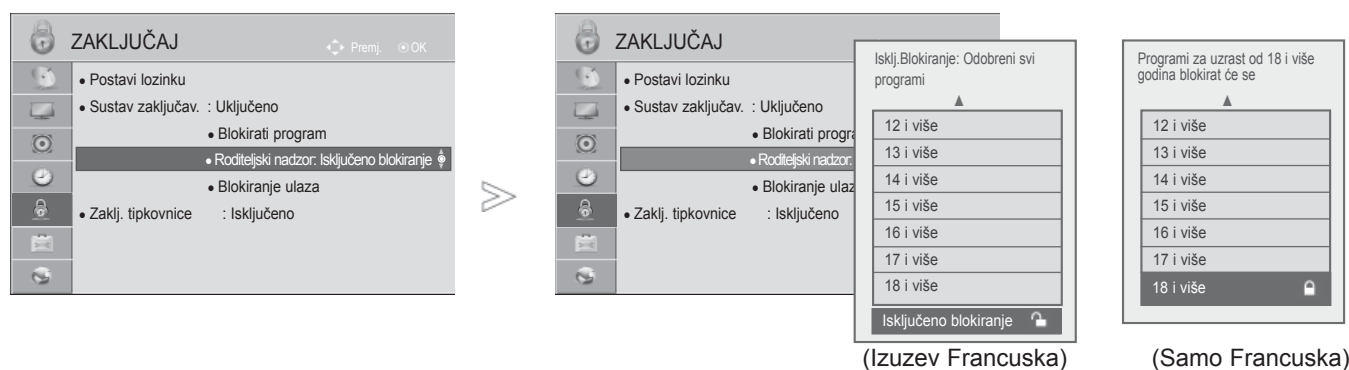 ZAKLJUČAJ
Premj. OK
• Postavi lozinku
• Sustav zaključav. : Uključeno
• Blokirati program
• Roditeljski nadzor: Isključeno blokiranje
• Blokiranje ulaza
• Zaklj. tipkovnice : Isključeno
ZAKLJUČAJ
• Postavi lozinku
• Sustav zaključav. : Uključeno
• Blokirati progra
• Roditeljski nadzor:
• Blokiranje ulaz
• Zaklj. tipkovnice : Isključeno
Isklj.Blokiranje: Odobreni svi
programi
12 i više
13 i više
14 i više
15 i više
16 i više
17 i više
18 i više
Isključeno blokiranje
(Izuzev Francuska)
Programi za uzrast od 18 i više
godina blokirat će se
12 i više
13 i više
14 i više
15 i više
16 i više
17 i više
18 i više
(Samo Francuska)